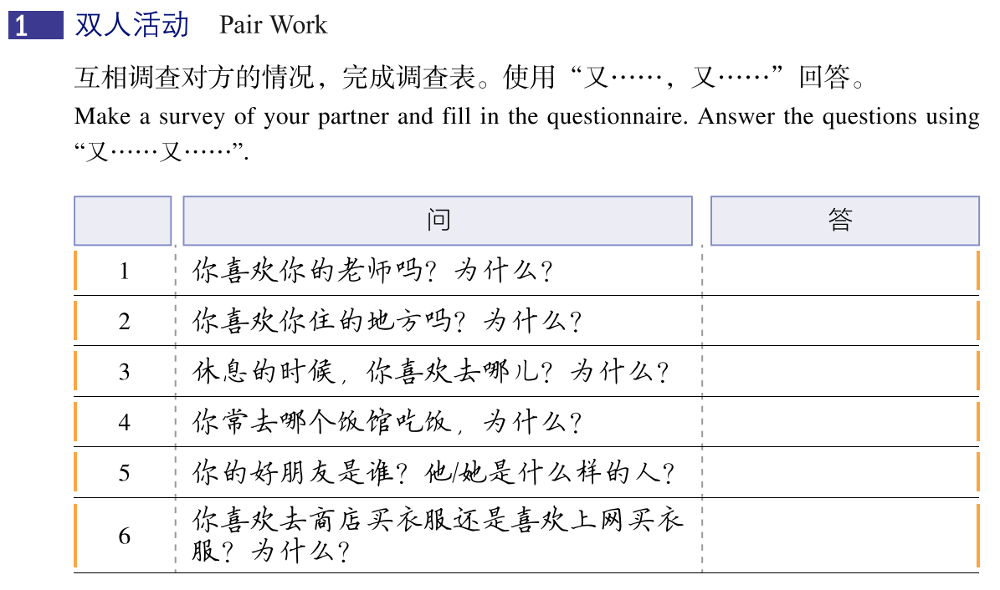 1 双人活动 Pair Work
互相调查对方的情况，完成调查表。使用“又……，又……”回答。
Make a survey of your partner and fill in the questionnaire. Answer the questions using
“又……又……”.
问 答
1 你喜欢你的老师吗？为什么？
2 你喜欢你住的地方吗？为什么？
3 休息的时候，你喜欢去哪儿？为什么？
4 你常去哪个饭馆吃饭，为什么？
5 你的好朋友是谁？他/她是什么样的人？
6 你喜欢去商店买衣服还是喜欢上网买衣
服？为什么？